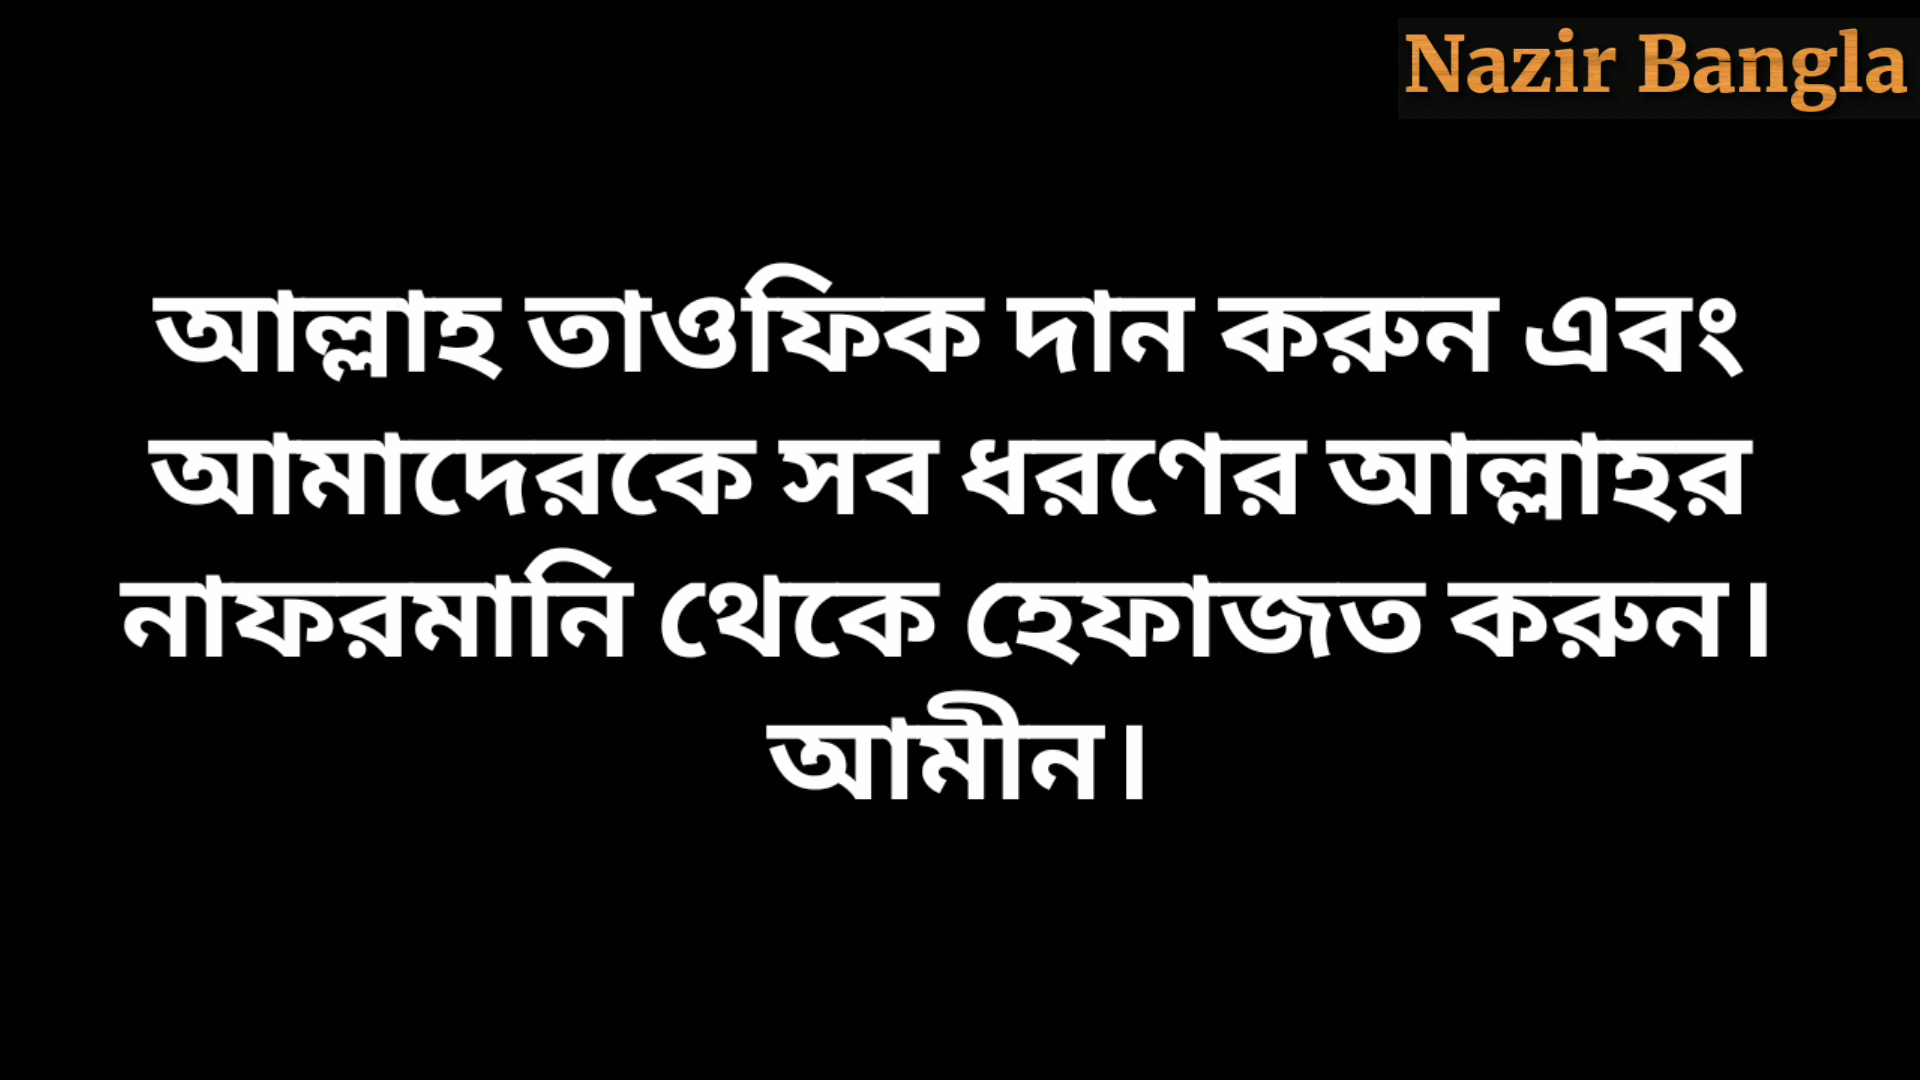 Nazir Bangla
আল্লাহ তাওফিক দান করুন এবং
আমাদেরকে সব ধরণের আল্লাহর
নাফরমানি থেকে হেফাজত করুন।
আমীন।